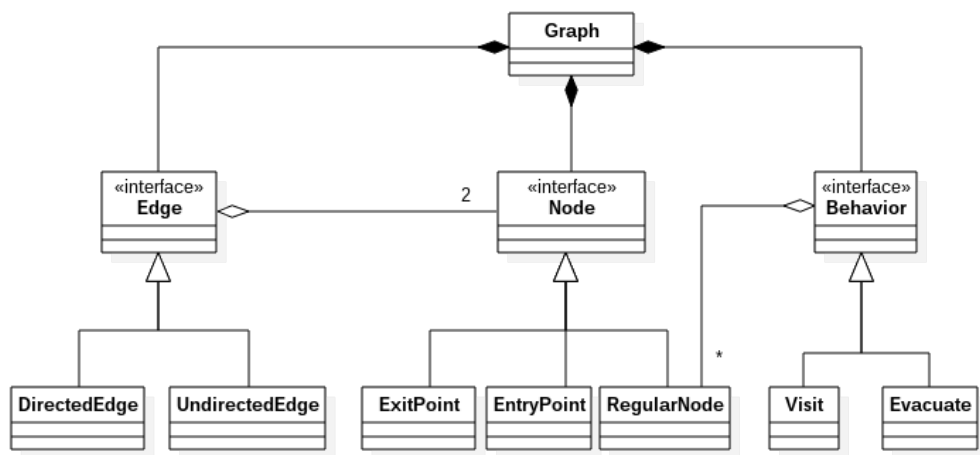 Graph
«interface»
Edge
2
«interface»
Node
«interface»
Behavior
*
DirectedEdge
UndirectedEdge
ExitPoint
EntryPoint
RegularNode
Visit
Evacuate